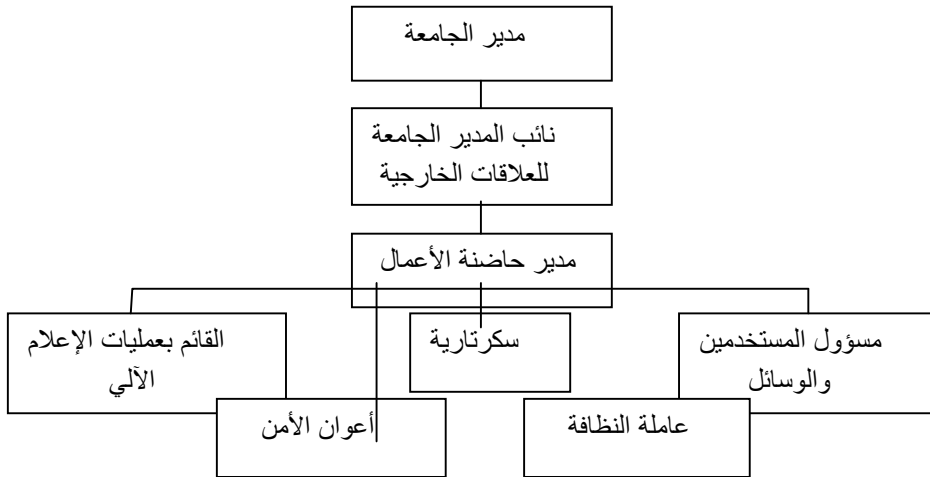 مدير الجامعة
نائب المدير الجامعة
للعلاقات الخارجية
مدير حاضنة الأعمال
مسؤول المستخدمين
والوسائل
سكرتارية
القائم بعمليات الإعلام
الآلي
عاملة النظافة
أعوان الأمن